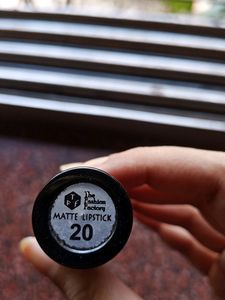 The
Fashion
Factory
MATTE LIPSTICK
20